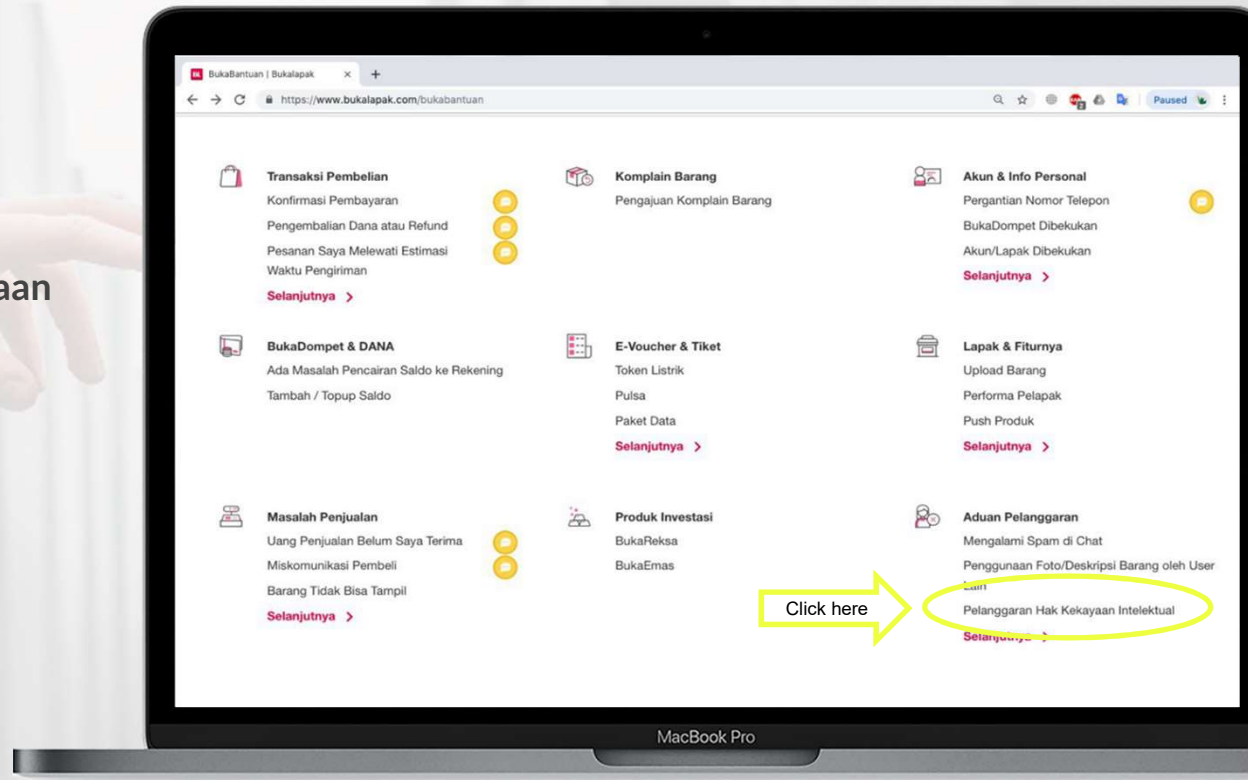 aan
BukaBantuan | Bukalapak
https://www.bukalapak.com/bukabantuan
Paused
Transaksi Pembelian
Konfirmasi Pembayaran
Pengembalian Dana atau Refund
Pesanan Saya Melewati Estimasi
Waktu Pengiriman
Selanjutnya >
Komplain Barang
Pengajuan Komplain Barang
Akun & Info Personal
Pergantian Nomor Telepon
BukaDompet Dibekukan
Akun/Lapak Dibekukan
Selanjutnya >
BukaDompet & DANA
Ada Masalah Pencairan Saldo ke Rekening
Tambah / Topup Saldo
E-Voucher & Tiket
Token Listrik
Pulsa
Paket Data
Selanjutnya >
Lapak & Fiturnya
Upload Barang
Performa Pelapak
Push Produk
Selanjutnya >
Masalah Penjualan
Uang Penjualan Belum Saya Terima
Miskomunikasi Pembeli
Barang Tidak Bisa Tampil
Selanjutnya >
Produk Investasi
BukaReksa
BukaEmas
Aduan Pelanggaran
Mengalami Spam di Chat
Penggunaan Foto/Deskripsi Barang oleh User
Lain
Click here
Pelanggaran Hak Kekayaan Intelektual
Selanjutnya >
MacBook Pro